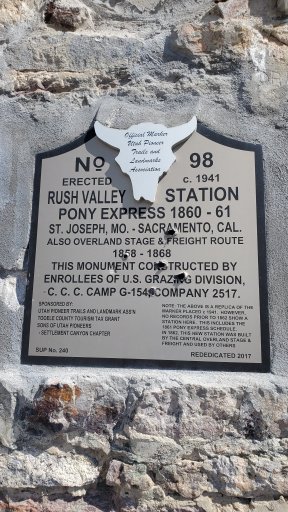 Official Marker
Utah Pioneer
Trails and
Landmarks
Association
No 98
ERECTED c. 1941
RUSH VALLEY STATION
PONY EXPRESS 1860 - 61
ST. JOSEPH, MO. - SACRAMENTO, CAL.
ALSO OVERLAND STAGE & FREIGHT ROUTE
1858 - 1868
THIS MONUMENT CONSTRUCTED BY
ENROLLEES OF U.S. GRAZING DIVISION,
C. C. C. CAMP G-154, COMPANY 2517.
SPONSORED BY:
UTAH PIONEER TRAILS AND LANDMARK ASS'N
TOOELE COUNTY TOURISM TAX GRANT
SONS OF UTAH PIONEERS
- SETTLEMENT CANYON CHAPTER
SUP No. 240
NOTE: THE ABOVE IS A REPLICA OF THE
MARKER PLACED c 1941. HOWEVER,
NO RECORDS PRIOR TO 1862 SHOW A
STATION HERE. THIS INCLUDES THE
1861 PONY EXPRESS SCHEDULE.
IN 1862, THIS NEW STATION WAS BUILT
BY THE CENTRAL OVERLAND STAGE &
FREIGHT AND USED BY OTHERS
REDEDICATED 2017